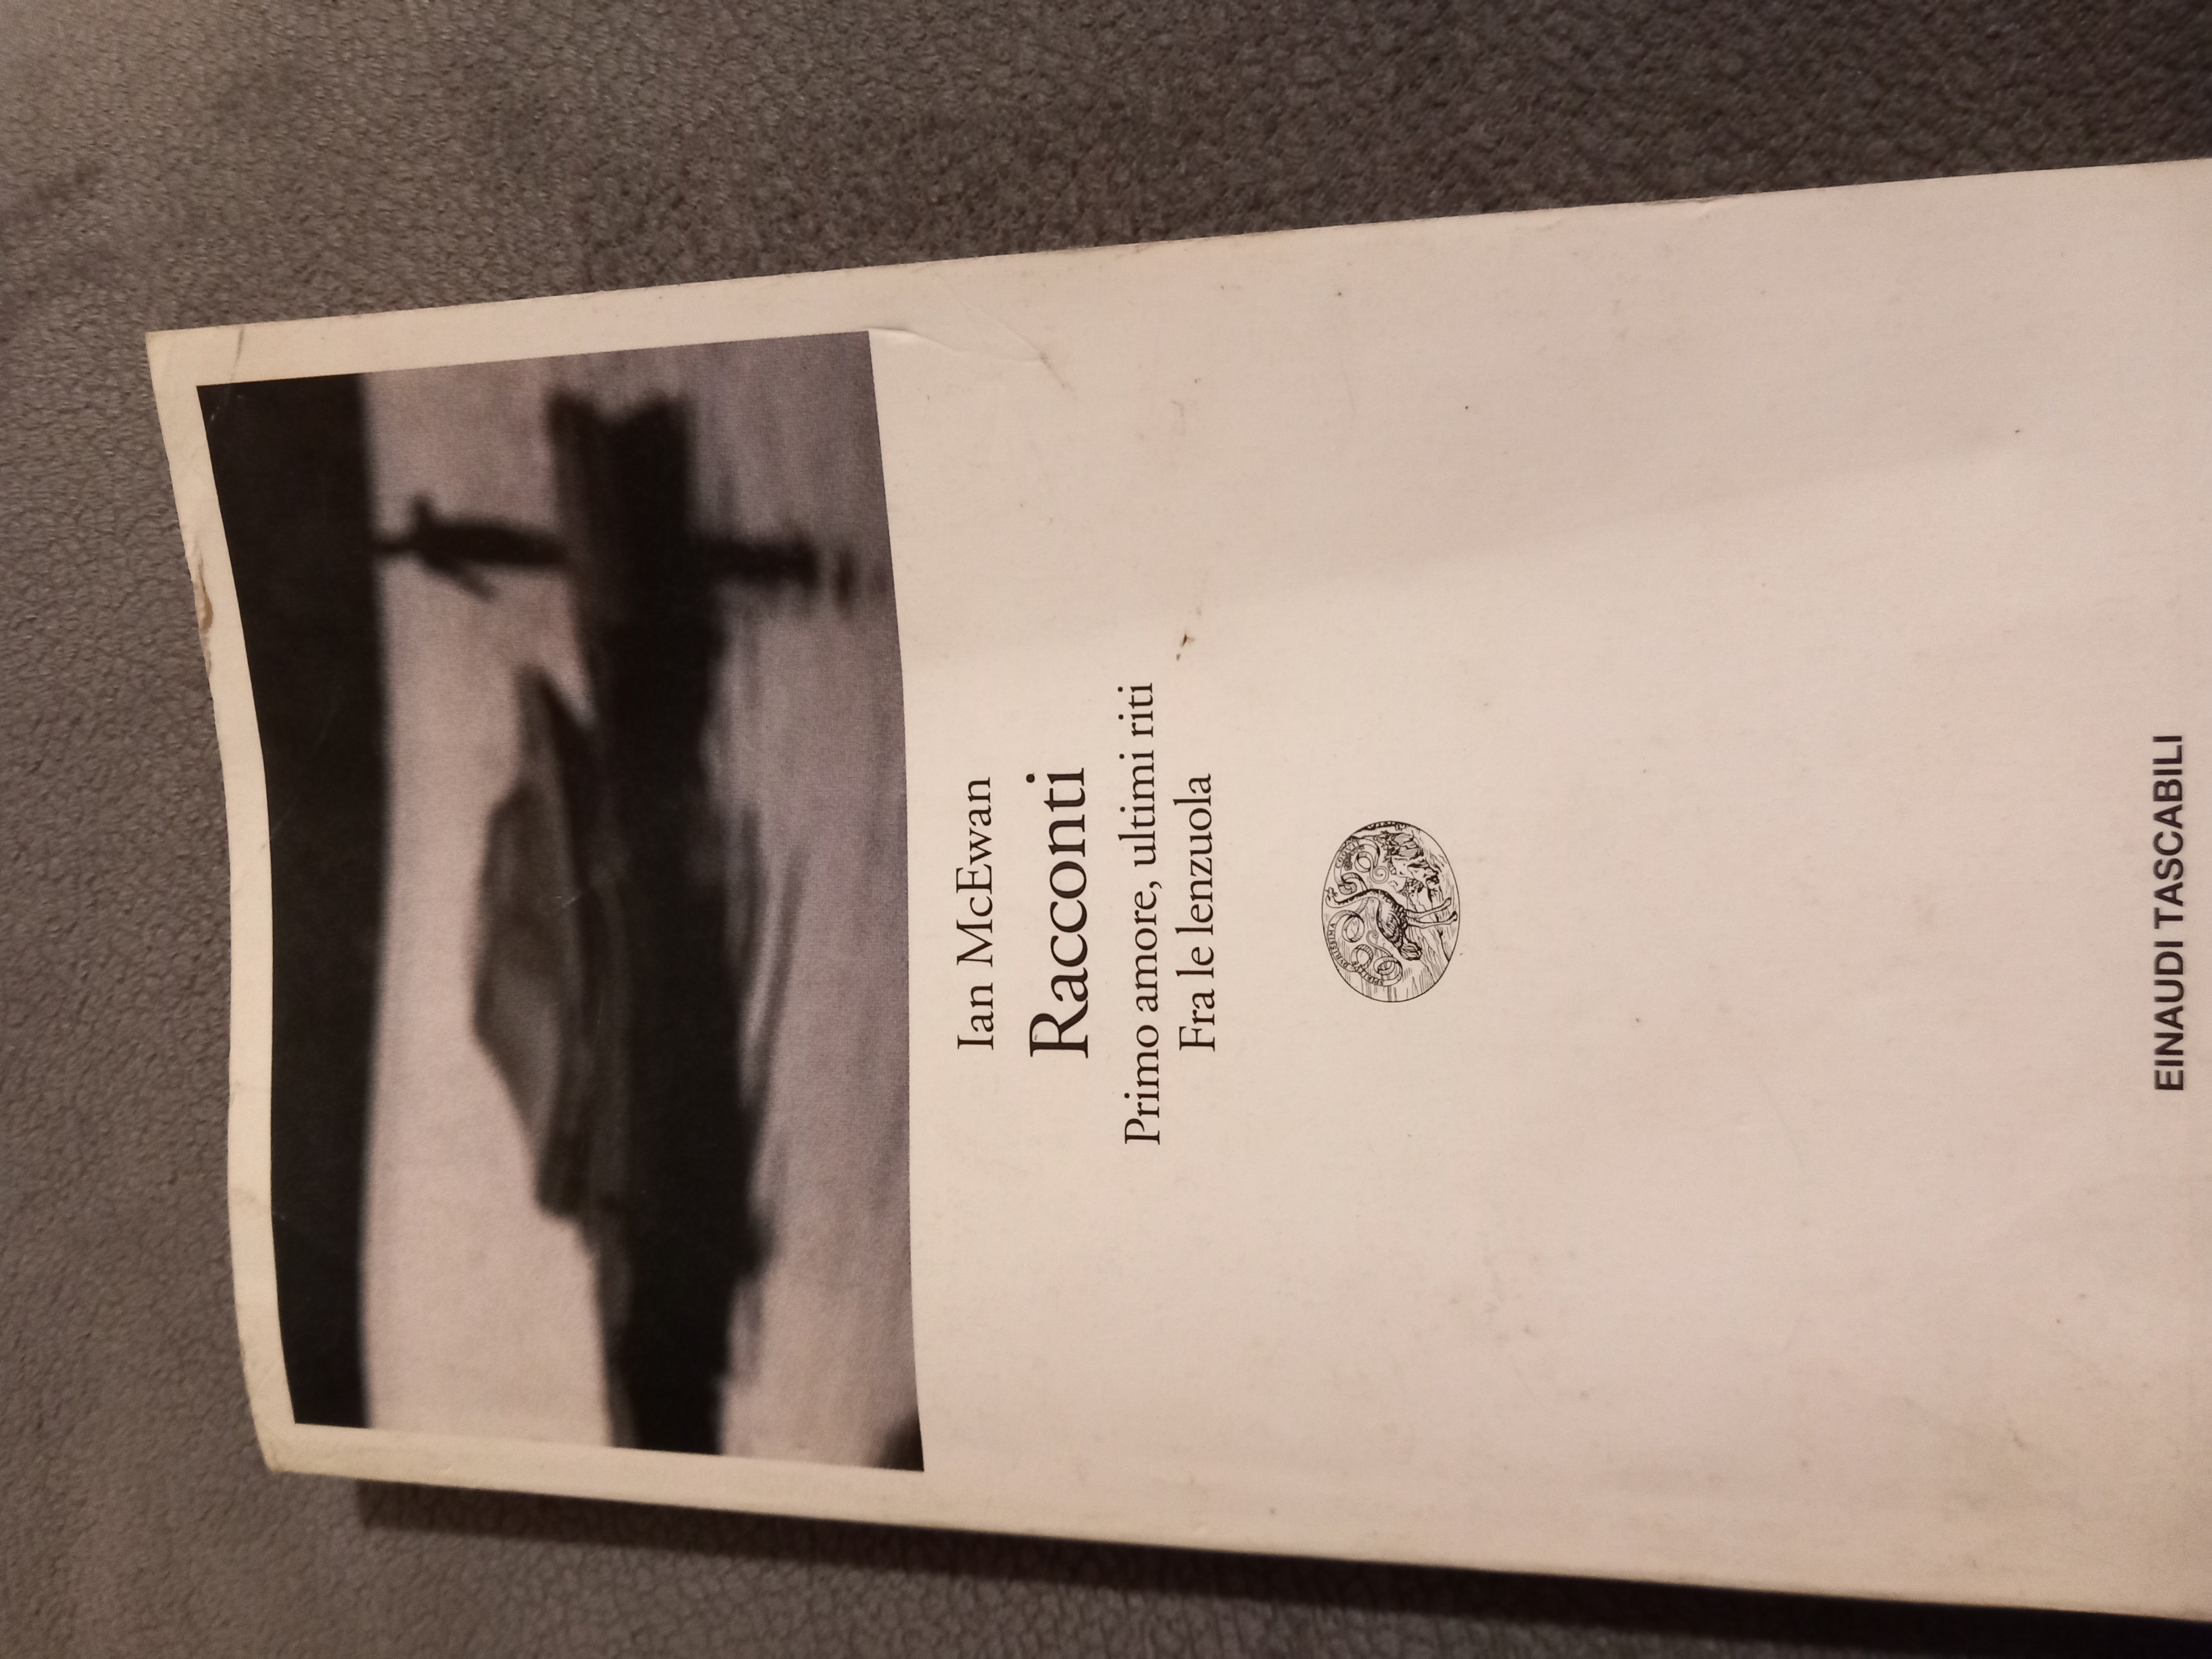 Ian McEwan
Racconti
Primo amore, ultimi riti
Fra le lenzuola
EINAUDI TASCABILI